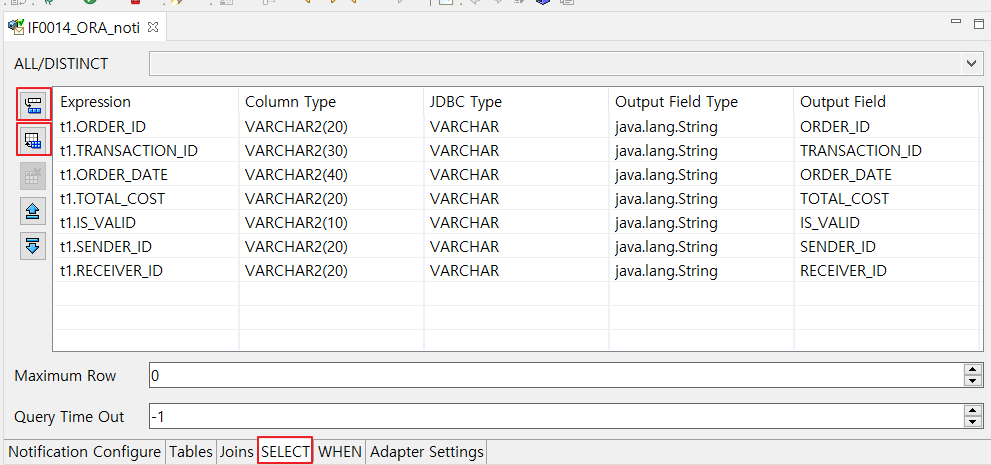 IF0014_ORA_noti
ALL/DISTINCT
Expression Column Type JDBC Type Output Field Type Output Field
t1.ORDER_ID VARCHAR2(20) VARCHAR java.lang.String ORDER_ID
t1.TRANSACTION_ID VARCHAR2(30) VARCHAR java.lang.String TRANSACTION_ID
t1.ORDER_DATE VARCHAR2(40) VARCHAR java.lang.String ORDER_DATE
t1.TOTAL_COST VARCHAR2(20) VARCHAR java.lang.String TOTAL_COST
t1.IS_VALID VARCHAR2(10) VARCHAR java.lang.String IS_VALID
t1.SENDER_ID VARCHAR2(20) VARCHAR java.lang.String SENDER_ID
t1.RECEIVER_ID VARCHAR2(20) VARCHAR java.lang.String RECEIVER_ID
Maximum Row 0
Query Time Out -1
Notification Configure Tables Joins SELECT WHEN Adapter Settings